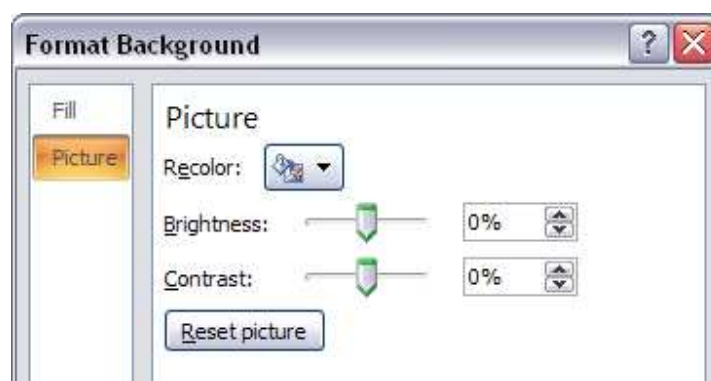 Format Background
?
Fill
Picture
Picture
Recolor:
Brightness: 0%
Contrast: 0%
Reset picture